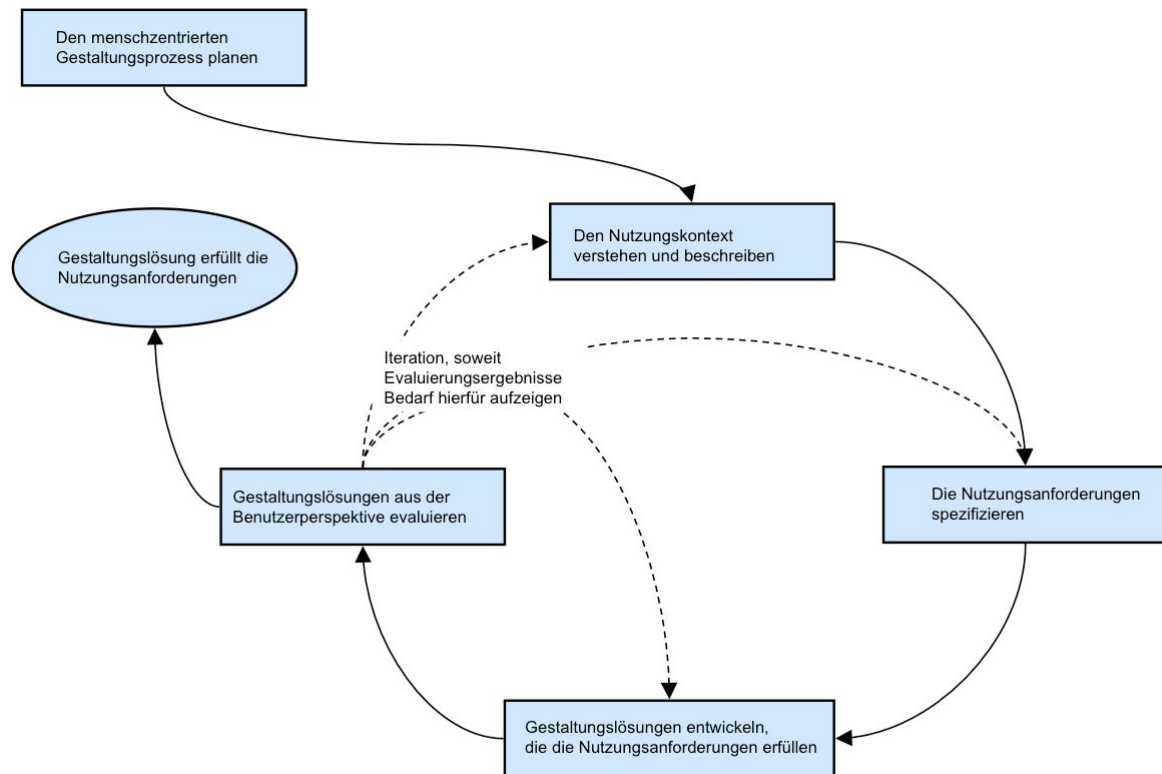 Den menschzentrierten
Gestaltungsprozess planen
Den Nutzungskontext
verstehen und beschreiben
Gestaltungslösung erfüllt die
Nutzungsanforderungen
Iteration, soweit
Evaluierungsergebnisse
Bedarf hierfür aufzeigen
Gestaltungslösungen aus der
Benutzerperspektive evaluieren
Die Nutzungsanforderungen
spezifizieren
Gestaltungslösungen entwickeln,
die die Nutzungsanforderungen erfüllen